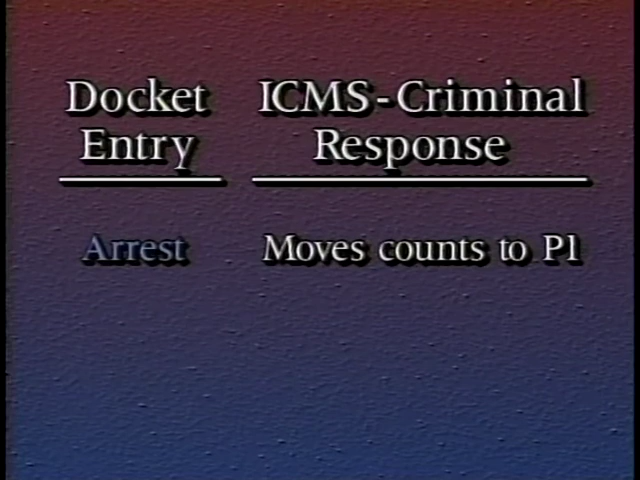 Docket Entry
ICMS-Criminal Response
Arrest
Moves counts to P1